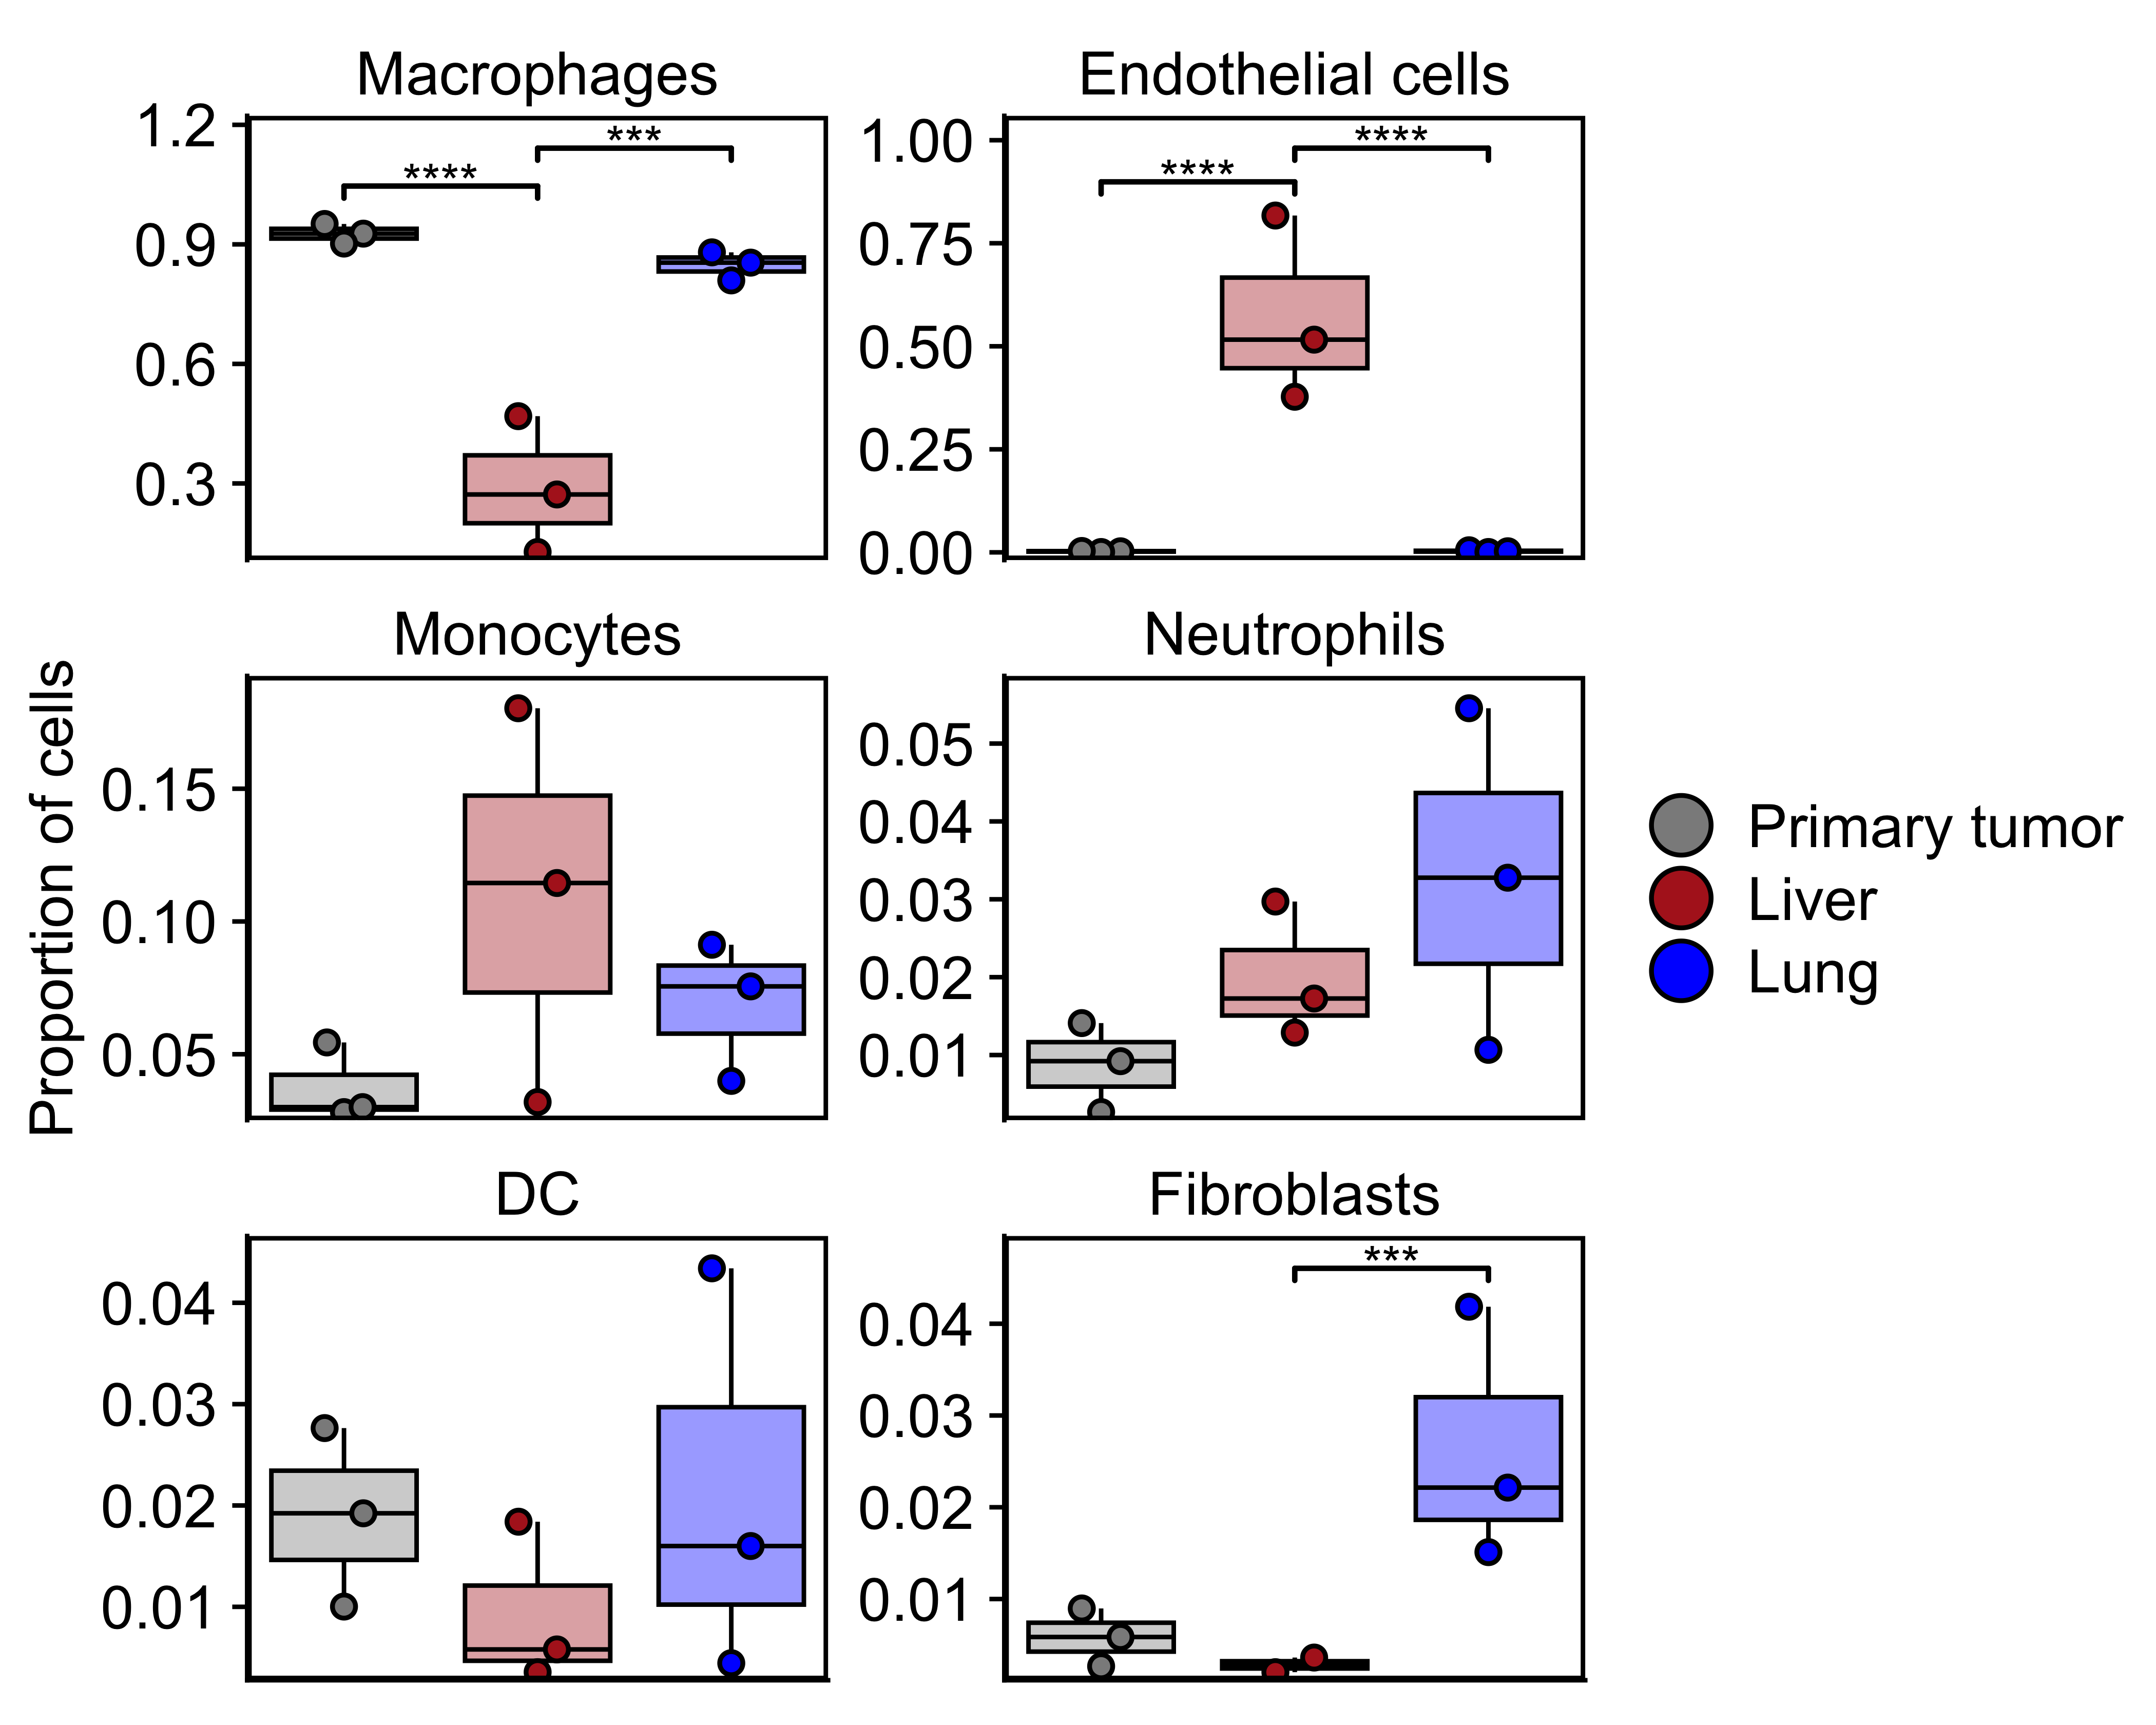 Macrophages
1.2
0.9
0.6
0.3
**** ***
Endothelial cells
1.00
0.75
0.50
0.25
0.00
**** ****
Proportion of cells
Monocytes
0.15
0.10
0.05
Neutrophils
0.05
0.04
0.03
0.02
0.01
Primary tumor
Liver
Lung
DC
0.04
0.03
0.02
0.01
Fibroblasts
0.04
0.03
0.02
0.01
***